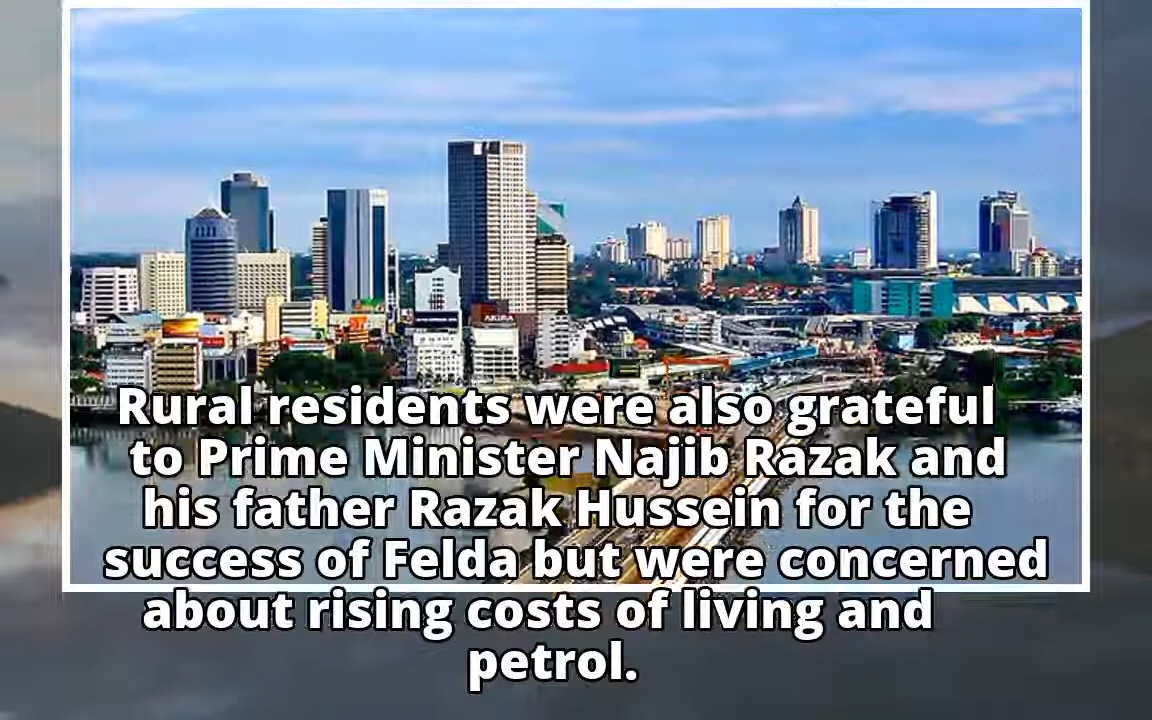 AKIRA
Rural residents were also grateful
to Prime Minister Najib Razak and
his father Razak Hussein for the
success of Felda but were concerned
about rising costs of living and
petrol.